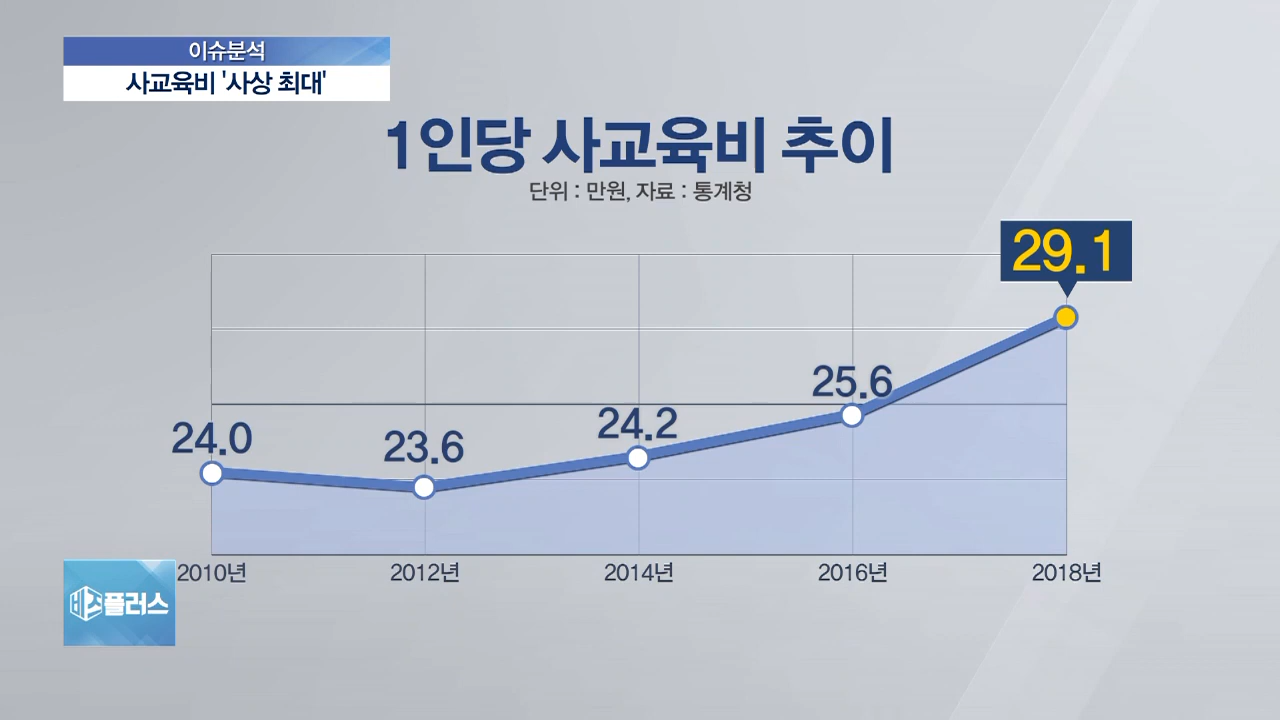 이슈분석
사교육비 '사상 최대'
1인당 사교육비 추이
단위 : 만원, 자료 : 통계청
29.1
25.6
24.2
24.0
23.6
2010년
2012년
2014년
2016년
2018년
비즈플러스